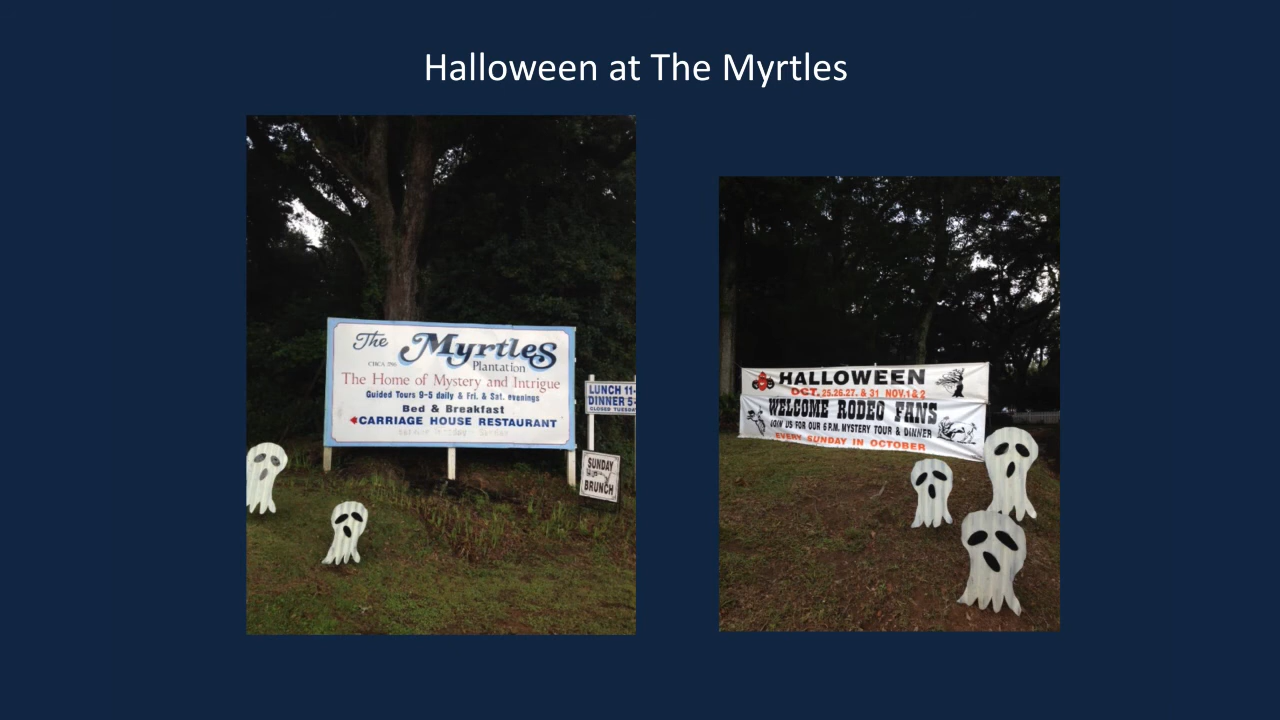 Halloween at The Myrtles
The Myrtles
CIRCA 1796
Plantation
The Home of Mystery and Intrigue
Guided Tours 9-5 daily & Fri. & Sat. evenings
Bed & Breakfast
CARRIAGE HOUSE RESTAURANT
LUNCH 11-
DINNER 5-
CLOSED TUESDA
SUNDAY
BRUNCH
HALLOWEEN
OCT. 25.26.27. & 31 NOV.1&2
WELCOME RODEO FANS
JOIN US FOR OUR 6 P.M. MYSTERY TOUR & DINNER
EVERY SUNDAY IN OCTOBER